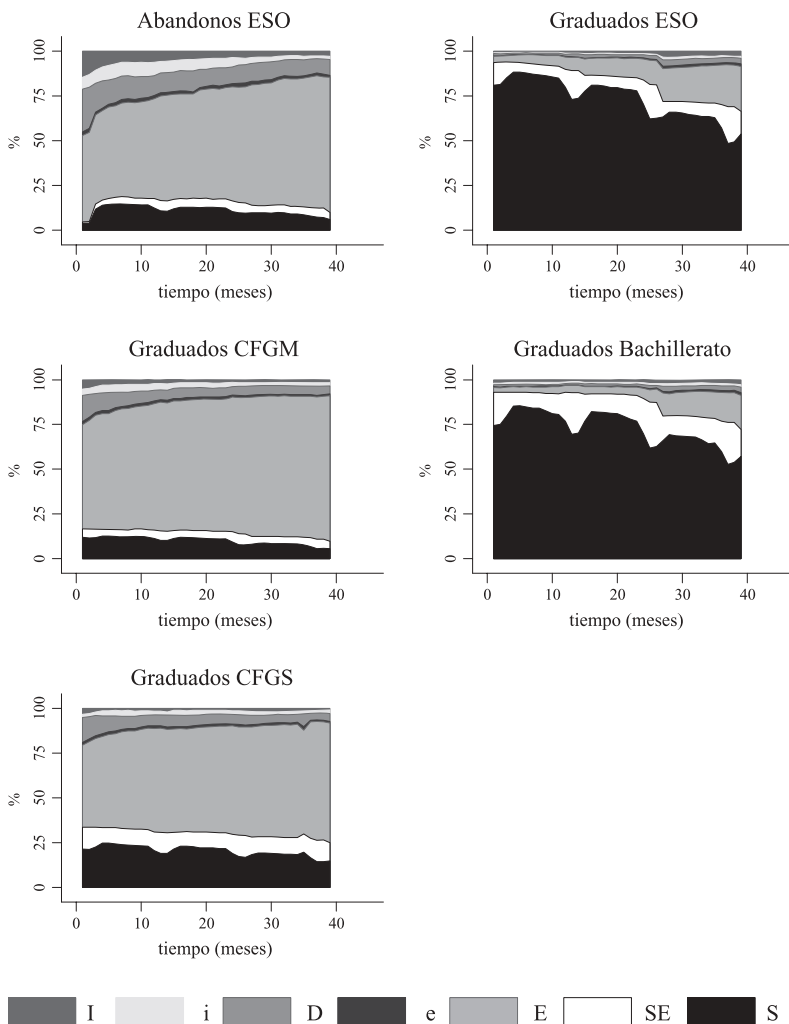 Abandonos ESO
100
75
50
25
0
%
0 10 20 30 40
tiempo (meses)
Graduados ESO
100
75
50
25
0
%
0 10 20 30 40
tiempo (meses)
Graduados CFGM
100
75
50
25
0
%
0 10 20 30 40
tiempo (meses)
Graduados Bachillerato
100
75
50
25
0
%
0 10 20 30 40
tiempo (meses)
Graduados CFGS
100
75
50
25
0
%
0 10 20 30 40
tiempo (meses)
I i D e E SE S